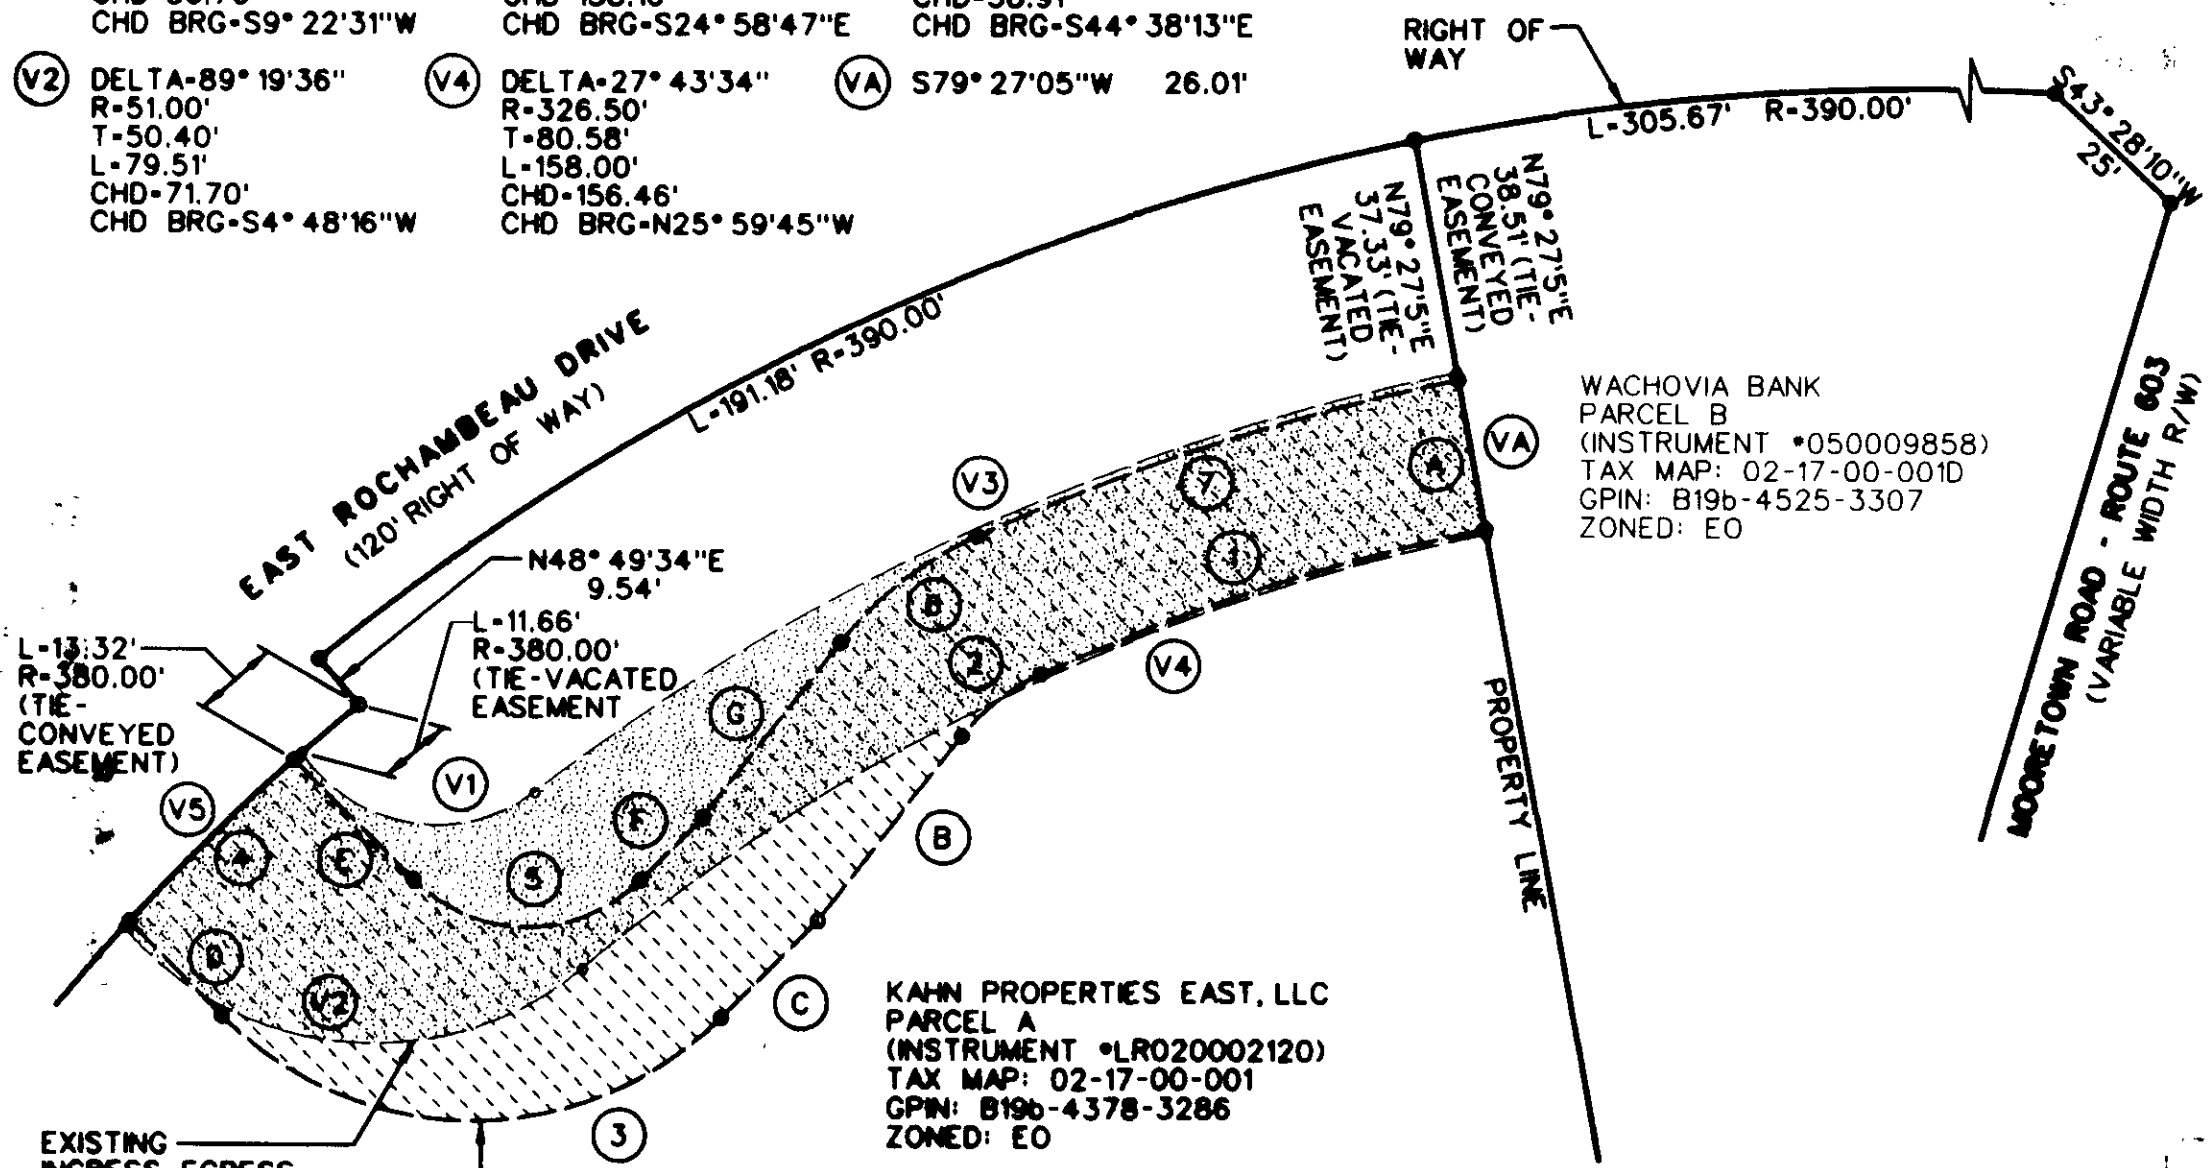 CHD BRG=S9°22'31"W
CHD BRG=S24°58'47"E
CHD BRG=S44°38'13"E
V2 DELTA=89°19'36"
R=51.00'
T=50.40'
L=79.51'
CHD=71.70'
CHD BRG=S4°48'16"W
V4 DELTA=27°43'34"
R=326.50'
T=80.58'
L=158.00'
CHD=156.46'
CHD BRG=N25°59'45"W
VA S79°27'05"W 26.01'
RIGHT OF
WAY
L=305.67' R=390.00'
S43°28'10"W
25'
N79°27'5"E
38.51' (TIE-
CONVEYED
EASEMENT)
N79°27'5"E
37.33' (TIE-
VACATED
EASEMENT)
L=191.18' R=390.00'
EAST ROCHAMBEAU DRIVE
(120' RIGHT OF WAY)
N48°49'34"E
9.54'
L=11.66'
R=380.00'
(TIE-VACATED
EASEMENT
L=13.32'
R=380.00'
(TIE-
CONVEYED
EASEMENT)
WACHOVIA BANK
PARCEL B
(INSTRUMENT #050009858)
TAX MAP: 02-17-00-001D
GPIN: B19b-4525-3307
ZONED: EO
MOORETOWN ROAD - ROUTE 603
(VARIABLE WIDTH R/W)
PROPERTY LINE
VA
A
V3
7
1
8
2
V4
G
V1
F
V5
4
E
5
B
D
V2
C
3
KAHN PROPERTIES EAST, LLC
PARCEL A
(INSTRUMENT #LR020002120)
TAX MAP: 02-17-00-001
GPIN: B19b-4378-3286
ZONED: EO
EXISTING
INGRESS-EGRESS